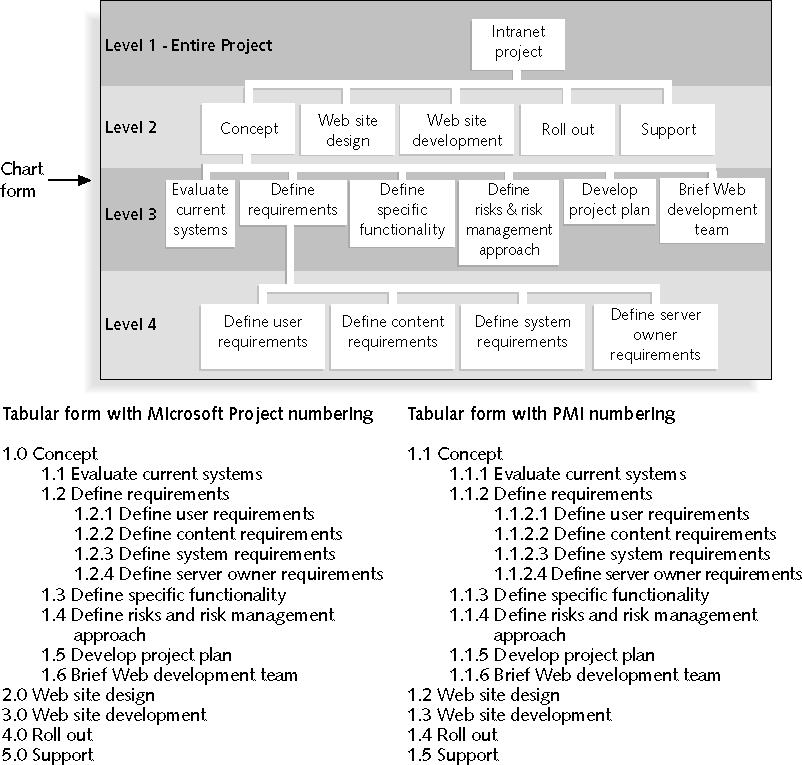 Level 1 - Entire Project
Intranet
project
Level 2
Concept
Web site
design
Web site
development
Roll out
Support
Chart
form
Level 3
Evaluate
current
systems
Define
requirements
Define
specific
functionality
Define
risks & risk
management
approach
Develop
project plan
Brief Web
development
team
Level 4
Define user
requirements
Define content
requirements
Define system
requirements
Define server
owner
requirements
Tabular form with Microsoft Project numbering
1.0 Concept
1.1 Evaluate current systems
1.2 Define requirements
1.2.1 Define user requirements
1.2.2 Define content requirements
1.2.3 Define system requirements
1.2.4 Define server owner requirements
1.3 Define specific functionality
1.4 Define risks and risk management
approach
1.5 Develop project plan
1.6 Brief Web development team
2.0 Web site design
3.0 Web site development
4.0 Roll out
5.0 Support
Tabular form with PMI numbering
1.1 Concept
1.1.1 Evaluate current systems
1.1.2 Define requirements
1.1.2.1 Define user requirements
1.1.2.2 Define content requirements
1.1.2.3 Define system requirements
1.1.2.4 Define server owner requirements
1.1.3 Define specific functionality
1.1.4 Define risks and risk management
approach
1.1.5 Develop project plan
1.1.6 Brief Web development team
1.2 Web site design
1.3 Web site development
1.4 Roll out
1.5 Support